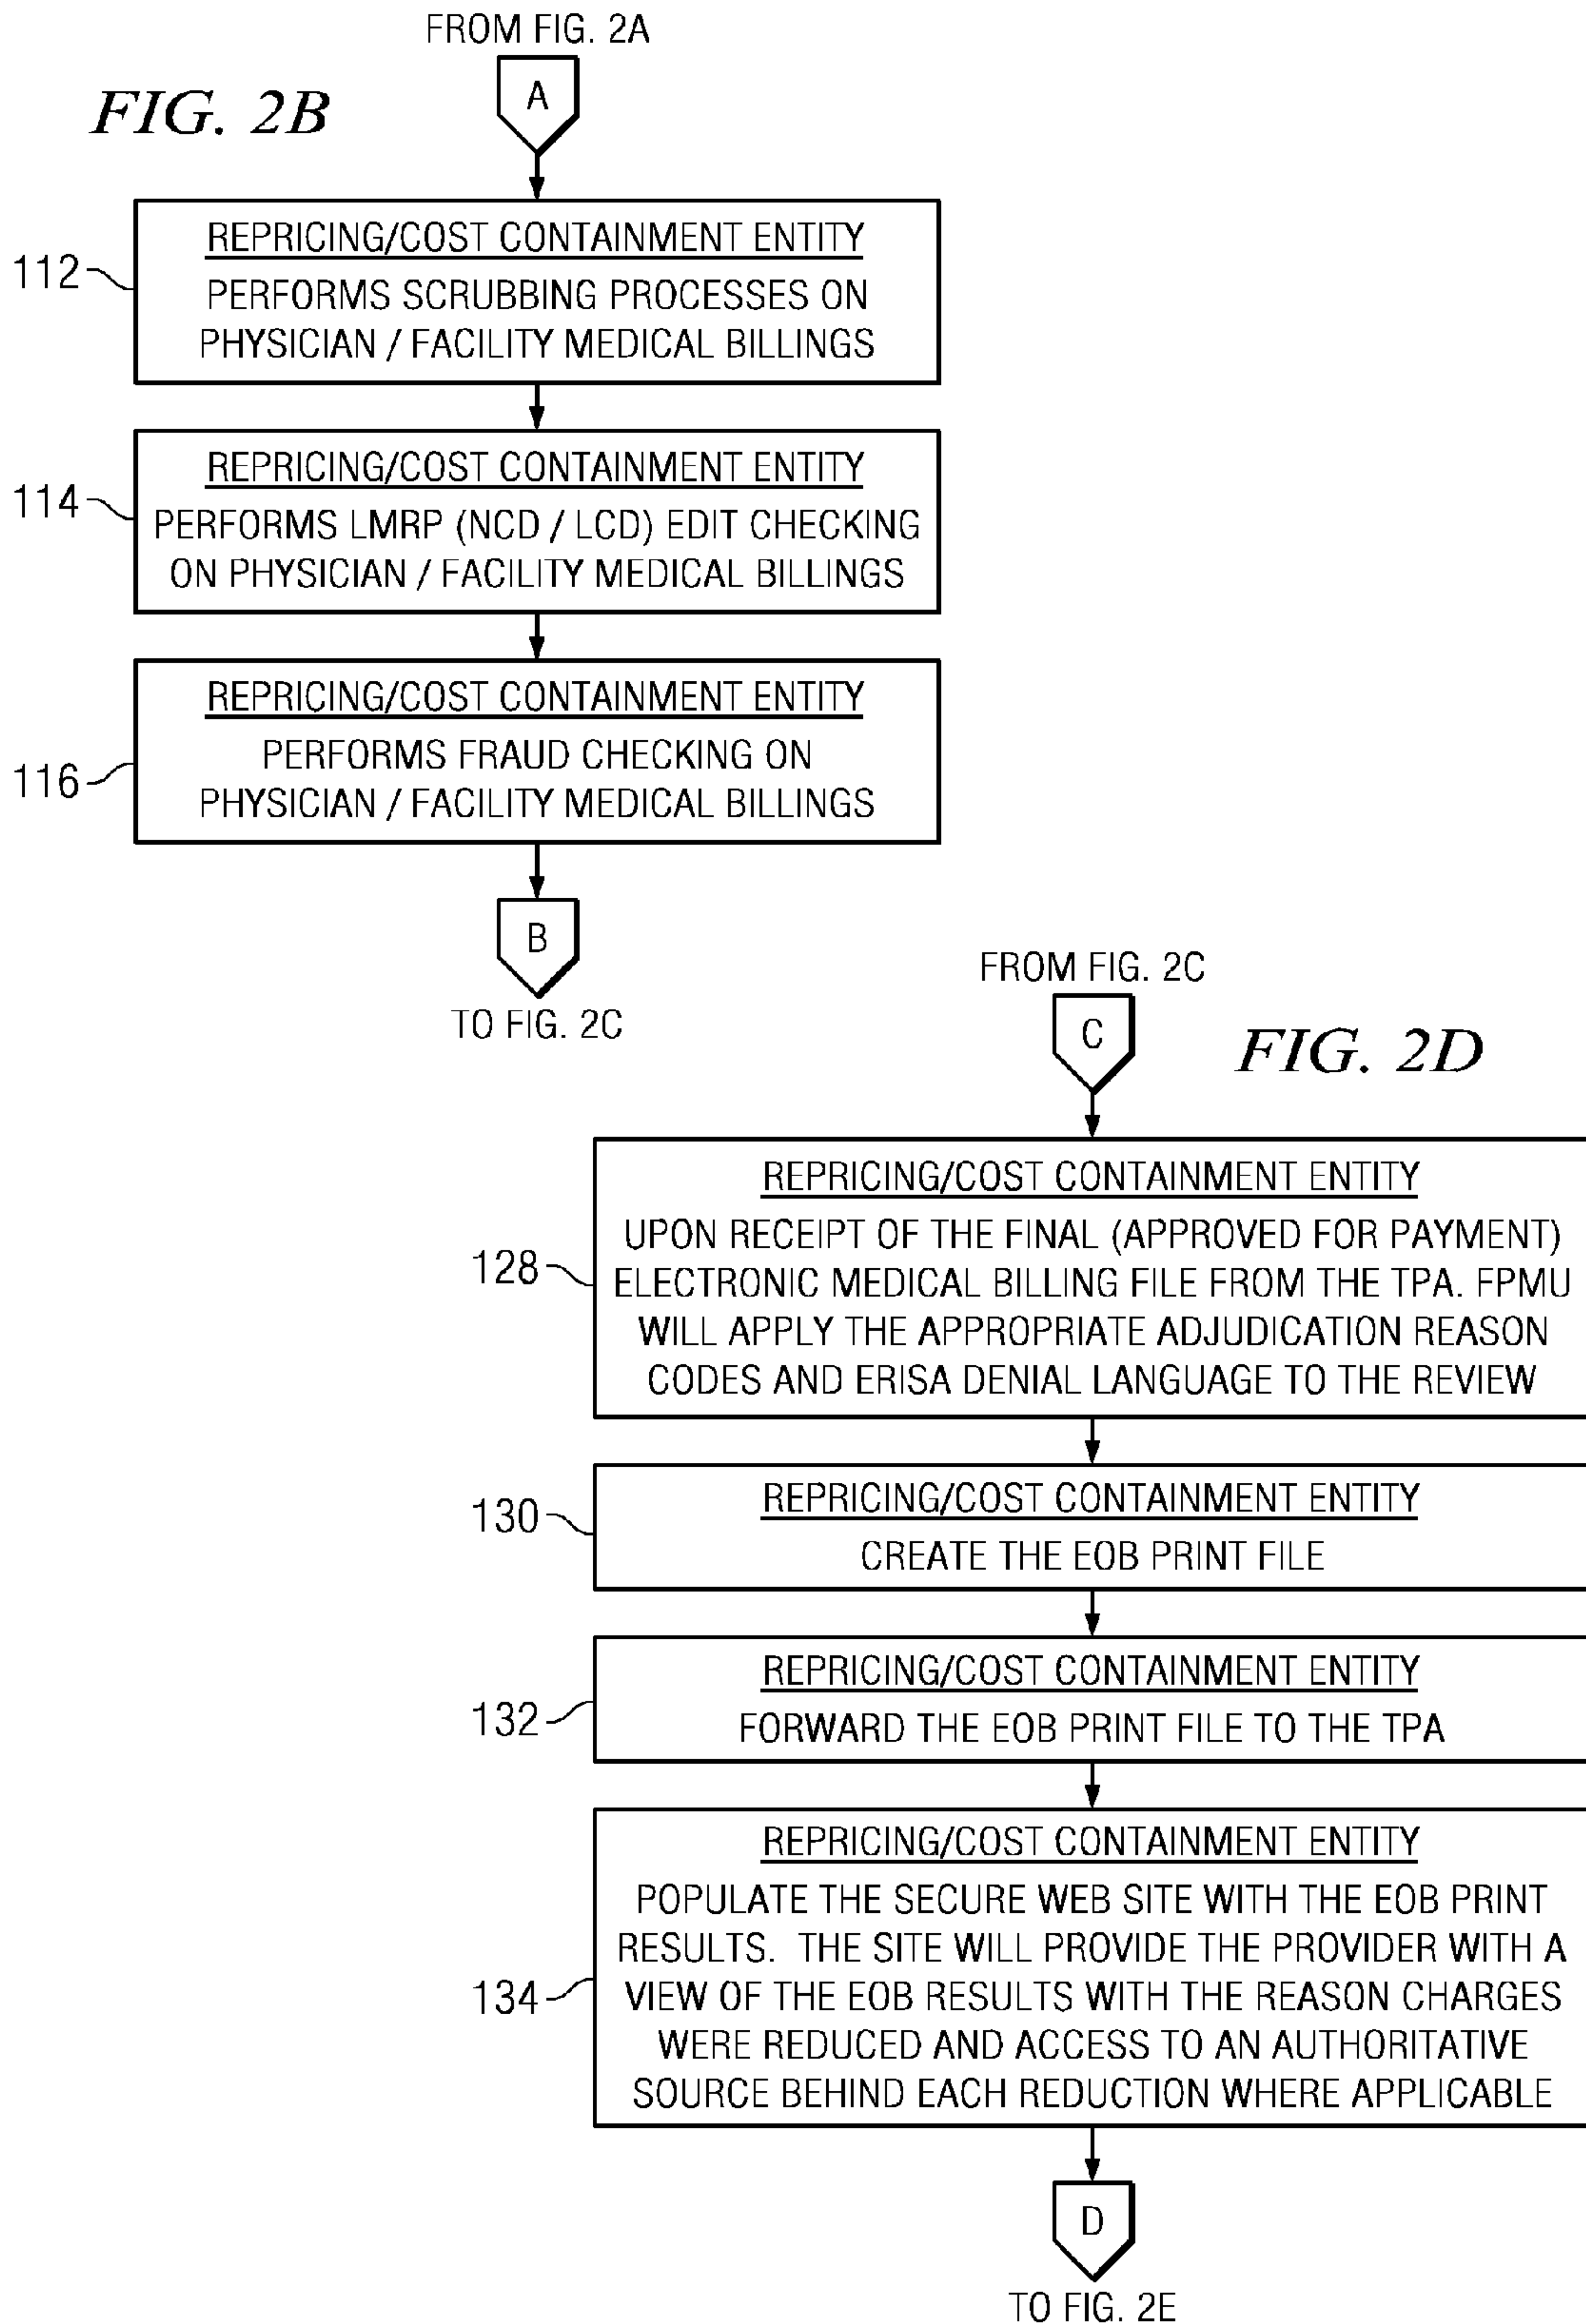 FROM FIG. 2A
FIG. 2B
A
REPRICING/COST CONTAINMENT ENTITY
112
PERFORMS SCRUBBING PROCESSES ON
PHYSICIAN / FACILITY MEDICAL BILLINGS
REPRICING/COST CONTAINMENT ENTITY
114
PERFORMS LMRP (NCD / LCD) EDIT CHECKING
ON PHYSICIAN / FACILITY MEDICAL BILLINGS
REPRICING/COST CONTAINMENT ENTITY
116
PERFORMS FRAUD CHECKING ON
PHYSICIAN / FACILITY MEDICAL BILLINGS
B
TO FIG. 2C
FROM FIG. 2C
C
FIG. 2D
REPRICING/COST CONTAINMENT ENTITY
128
UPON RECEIPT OF THE FINAL (APPROVED FOR PAYMENT)
ELECTRONIC MEDICAL BILLING FILE FROM THE TPA. FPMU
WILL APPLY THE APPROPRIATE ADJUDICATION REASON
CODES AND ERISA DENIAL LANGUAGE TO THE REVIEW
130
REPRICING/COST CONTAINMENT ENTITY
CREATE THE EOB PRINT FILE
132
REPRICING/COST CONTAINMENT ENTITY
FORWARD THE EOB PRINT FILE TO THE TPA
REPRICING/COST CONTAINMENT ENTITY
134
POPULATE THE SECURE WEB SITE WITH THE EOB PRINT
RESULTS. THE SITE WILL PROVIDE THE PROVIDER WITH A
VIEW OF THE EOB RESULTS WITH THE REASON CHARGES
WERE REDUCED AND ACCESS TO AN AUTHORITATIVE
SOURCE BEHIND EACH REDUCTION WHERE APPLICABLE
D
TO FIG. 2E